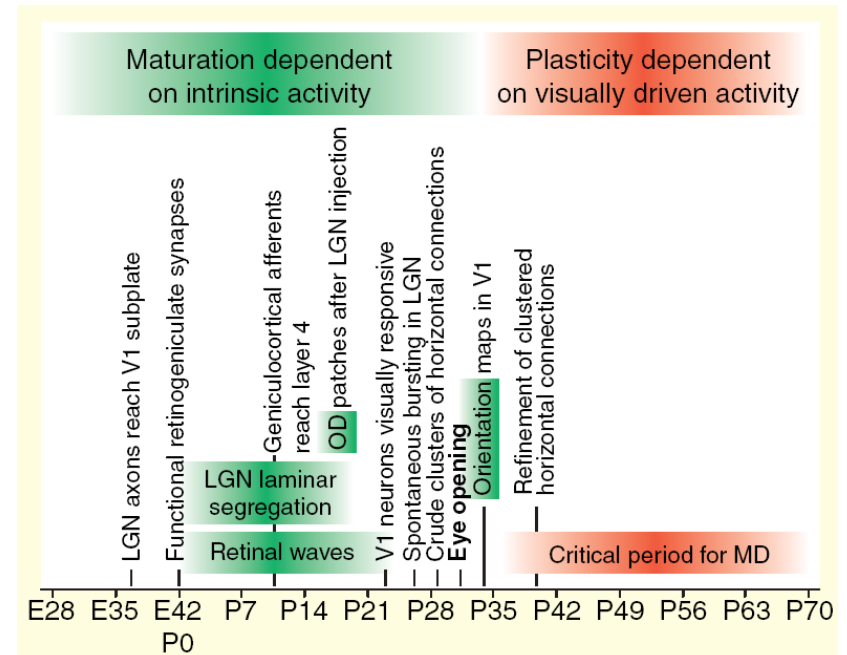 Maturation dependent
on intrinsic activity
Plasticity dependent
on visually driven activity
LGN axons reach V1 subplate
Functional retinogeniculate synapses
Geniculocortical afferents
reach layer 4
OD patches after LGN injection
V1 neurons visually responsive
Spontaneous bursting in LGN
Crude clusters of horizontal connections
Eye opening
Orientation maps in V1
Refinement of clustered
horizontal connections
LGN laminar
segregation
Retinal waves
Critical period for MD
E28 E35 E42 P7 P14 P21 P28 P35 P42 P49 P56 P63 P70
P0